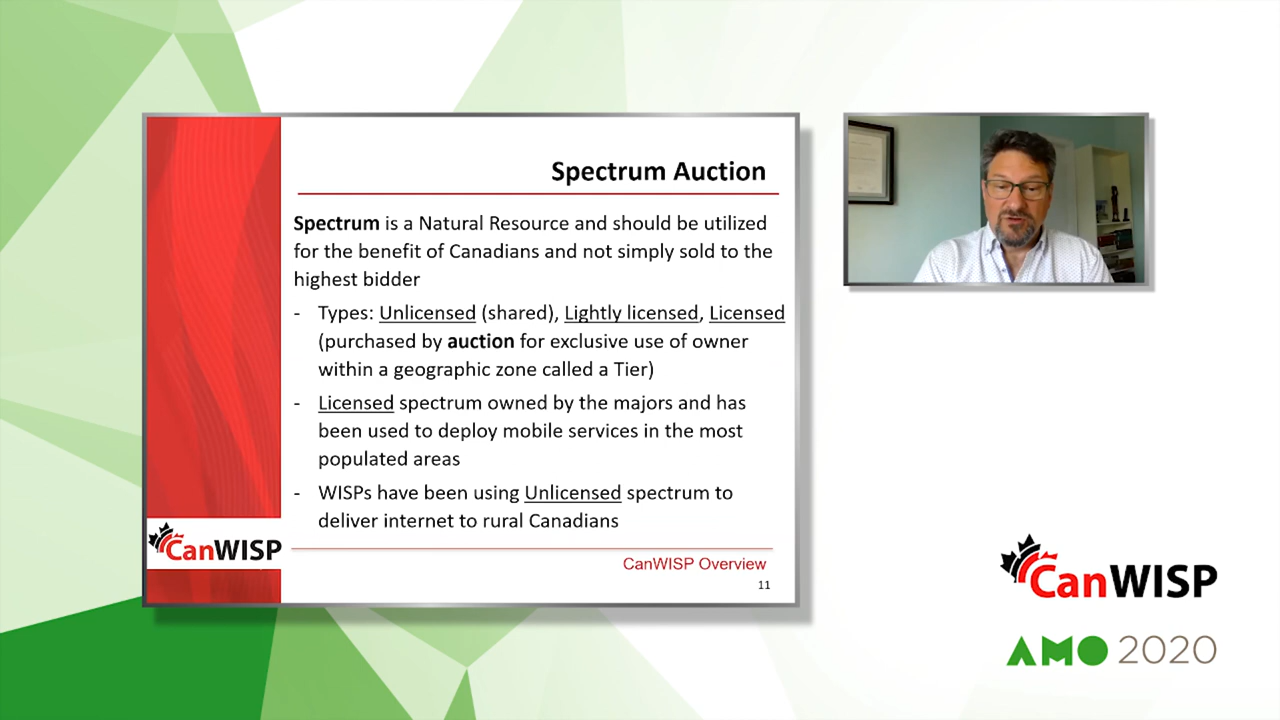 Spectrum Auction
Spectrum is a Natural Resource and should be utilized
for the benefit of Canadians and not simply sold to the
highest bidder
- Types: Unlicensed (shared), Lightly licensed, Licensed
(purchased by auction for exclusive use of owner
within a geographic zone called a Tier)
- Licensed spectrum owned by the majors and has
been used to deploy mobile services in the most
populated areas
- WISPs have been using Unlicensed spectrum to
deliver internet to rural Canadians
CanWISP
CanWISP Overview
11
CanWISP
AMO 2020